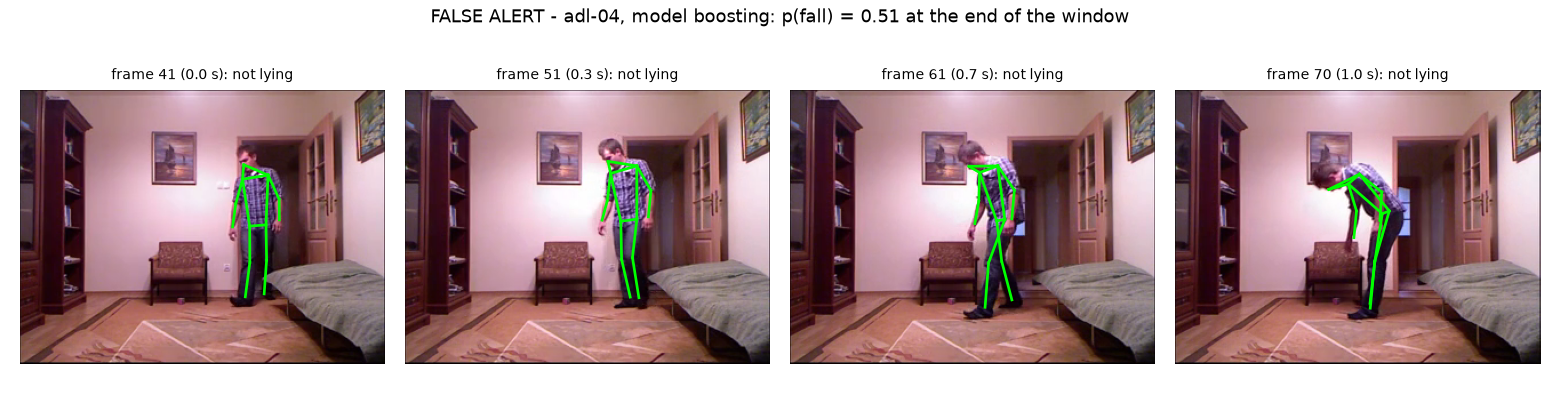 FALSE ALERT - adl-04, model boosting: p(fall) = 0.51 at the end of the window
frame 41 (0.0 s): not lying
frame 51 (0.3 s): not lying
frame 61 (0.7 s): not lying
frame 70 (1.0 s): not lying